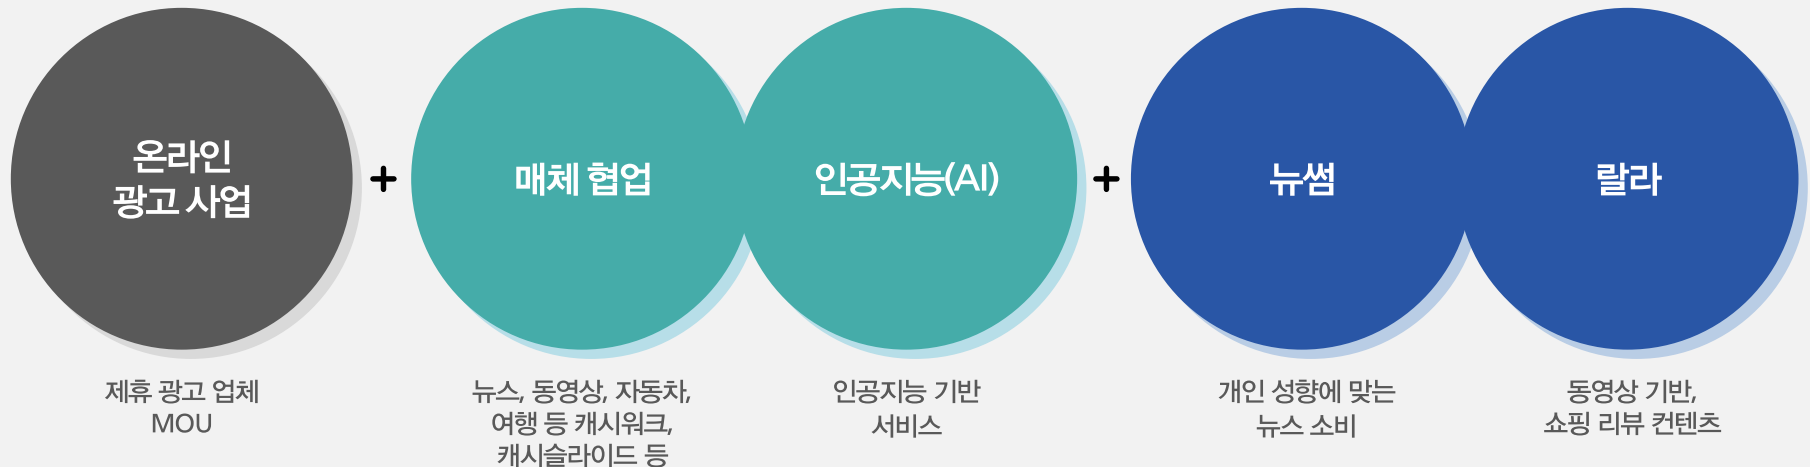 온라인
광고 사업
+
매체 협업
인공지능(AI)
+
뉴썸
랄라
제휴 광고 업체
MOU
뉴스, 동영상, 자동차,
여행 등 캐시워크,
캐시슬라이드 등
인공지능 기반
서비스
개인 성향에 맞는
뉴스 소비
동영상 기반,
쇼핑 리뷰 컨텐츠